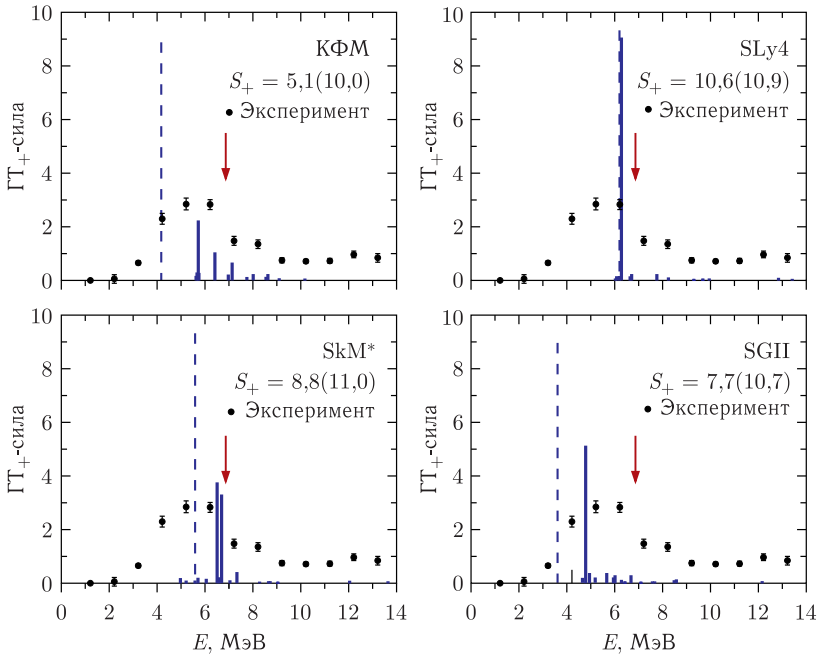 10
8
6
4
2
0
ГТ₊-сила
КФМ
S₊ = 5,1(10,0)
Эксперимент
10
8
6
4
2
0
ГТ₊-сила
SLy4
S₊ = 10,6(10,9)
Эксперимент
10
8
6
4
2
0
ГТ₊-сила
SkM*
S₊ = 8,8(11,0)
Эксперимент
0 2 4 6 8 10 12 14
E, МэВ
10
8
6
4
2
0
ГТ₊-сила
SGII
S₊ = 7,7(10,7)
Эксперимент
0 2 4 6 8 10 12 14
E, МэВ